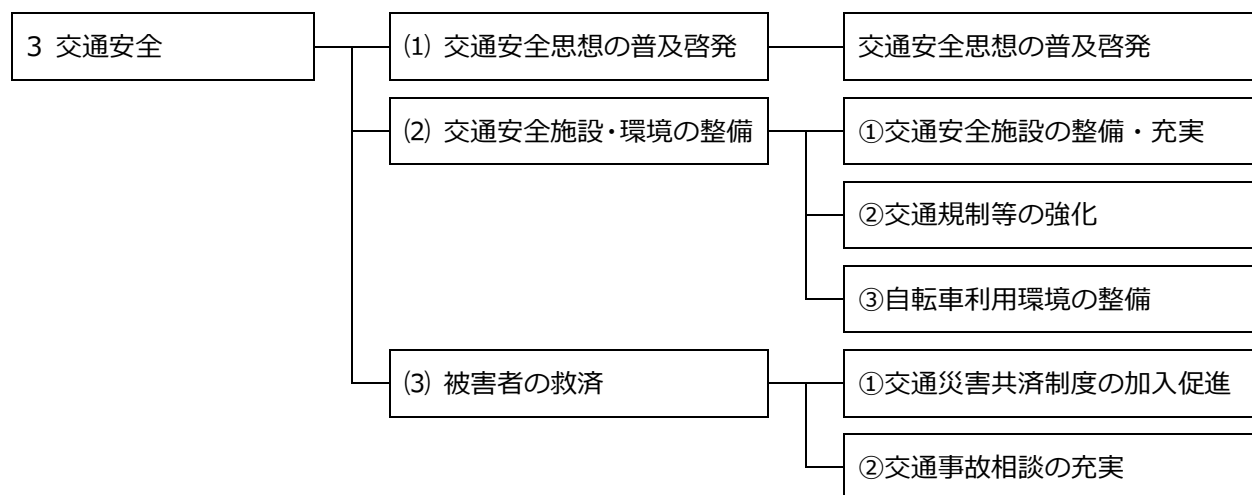 3 交通安全
⑴ 交通安全思想の普及啓発
交通安全思想の普及啓発
⑵ 交通安全施設・環境の整備
①交通安全施設の整備・充実
②交通規制等の強化
③自転車利用環境の整備
⑶ 被害者の救済
①交通災害共済制度の加入促進
②交通事故相談の充実